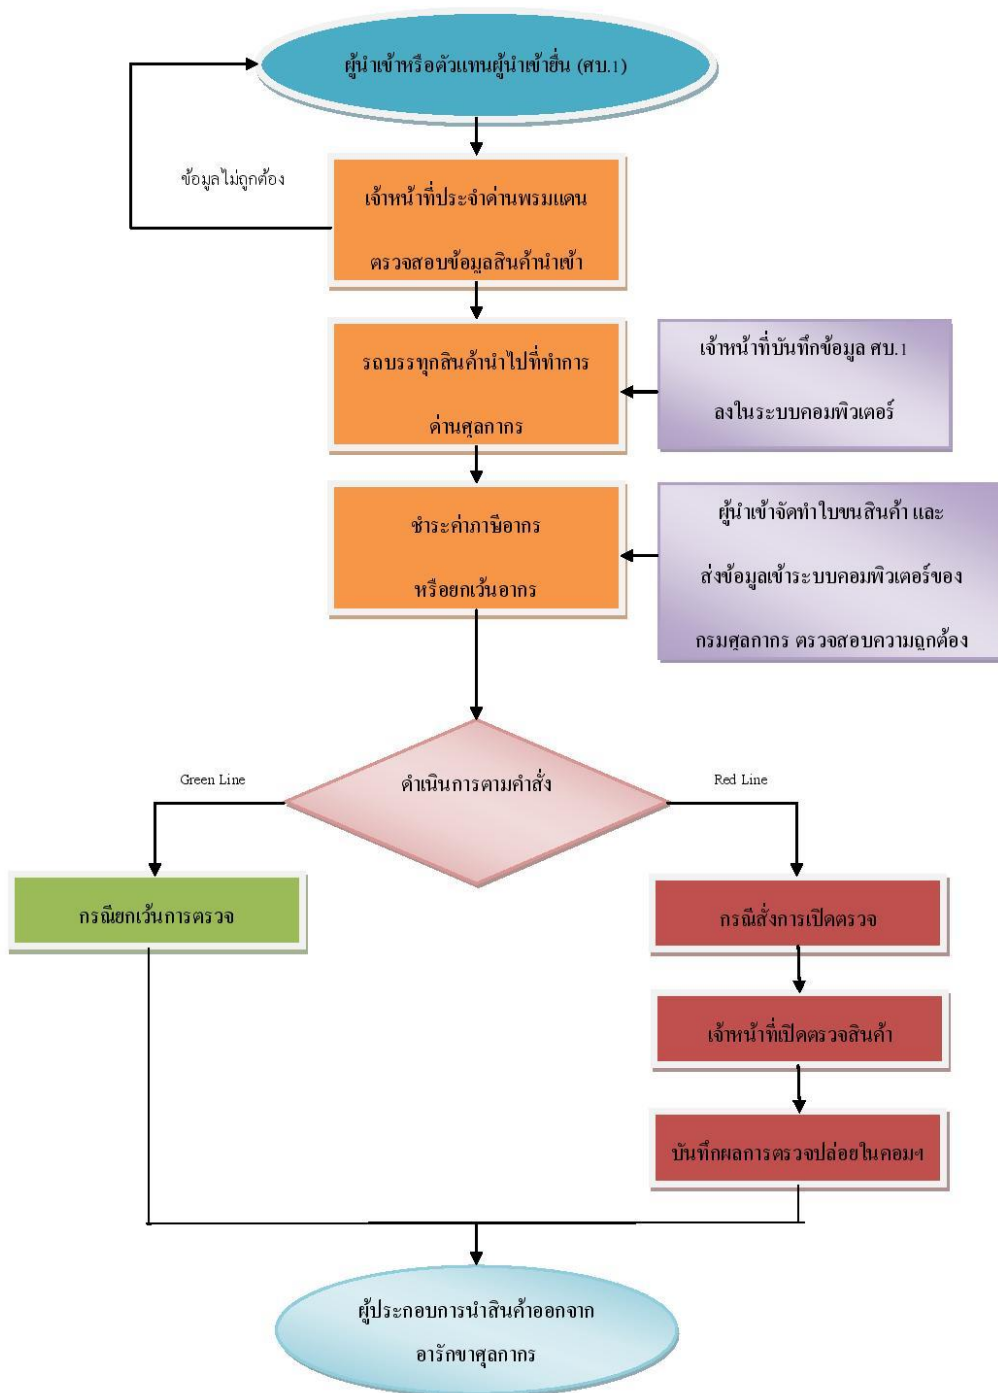 ผู้นำเข้าหรือตัวแทนผู้นำเข้ายื่น (ศบ.1)
ข้อมูลไม่ถูกต้อง
เจ้าหน้าที่ประจำด่านพรมแดน
ตรวจสอบข้อมูลสินค้านำเข้า
รถบรรทุกสินค้านำไปที่ทำการ
ด่านศุลกากร
เจ้าหน้าที่บันทึกข้อมูล ศบ.1
ลงในระบบคอมพิวเตอร์
ชำระค่าภาษีอากร
หรือยกเว้นอากร
ผู้นำเข้าจัดทำใบขนสินค้า และ
ส่งข้อมูลเข้าระบบคอมพิวเตอร์ของ
กรมศุลกากร ตรวจสอบความถูกต้อง
ดำเนินการตามคำสั่ง
Green Line
Red Line
กรณียกเว้นการตรวจ
กรณีสั่งการเปิดตรวจ
เจ้าหน้าที่เปิดตรวจสินค้า
บันทึกผลการตรวจปล่อยในคอมฯ
ผู้ประกอบการนำสินค้าออกจาก
อารักขาศุลกากร